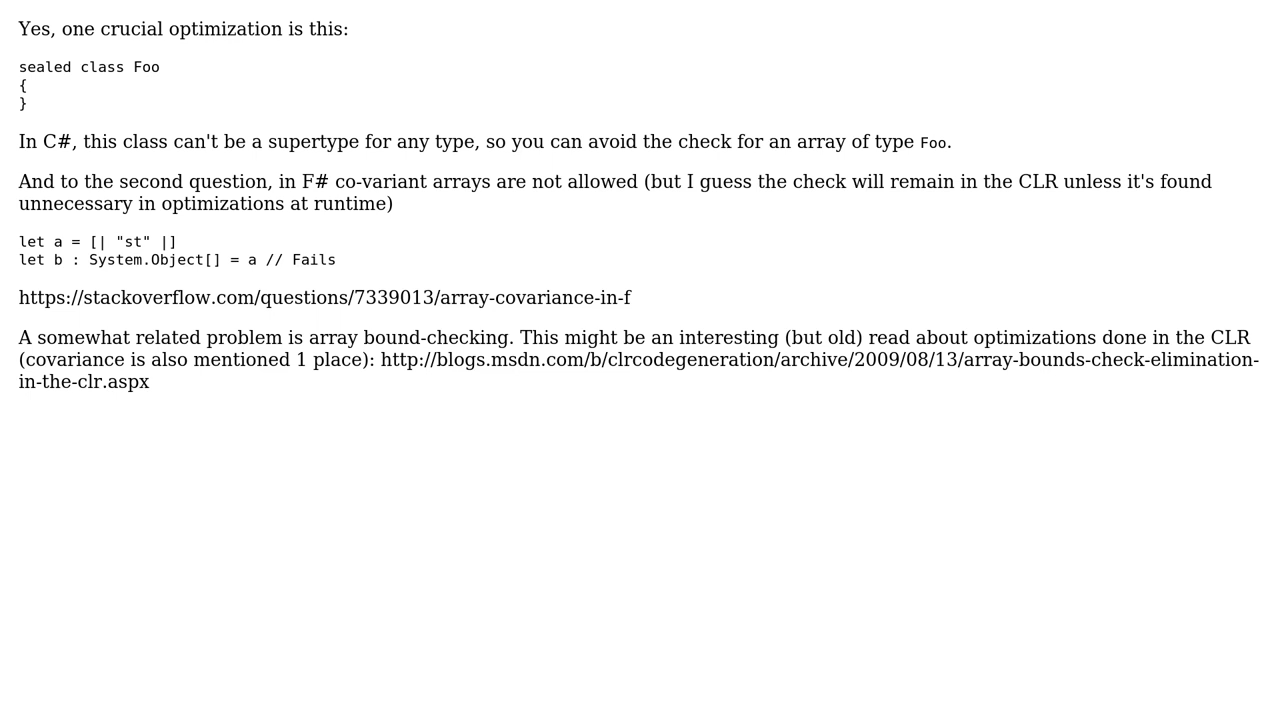 Yes, one crucial optimization is this:
sealed class Foo
{
}
In C#, this class can't be a supertype for any type, so you can avoid the check for an array of type Foo.
And to the second question, in F# co-variant arrays are not allowed (but I guess the check will remain in the CLR unless it's found
unnecessary in optimizations at runtime)
let a = [| "st" |]
let b : System.Object[] = a // Fails
https://stackoverflow.com/questions/7339013/array-covariance-in-f
A somewhat related problem is array bound-checking. This might be an interesting (but old) read about optimizations done in the CLR
(covariance is also mentioned 1 place): http://blogs.msdn.com/b/clrcodegeneration/archive/2009/08/13/array-bounds-check-elimination-
in-the-clr.aspx